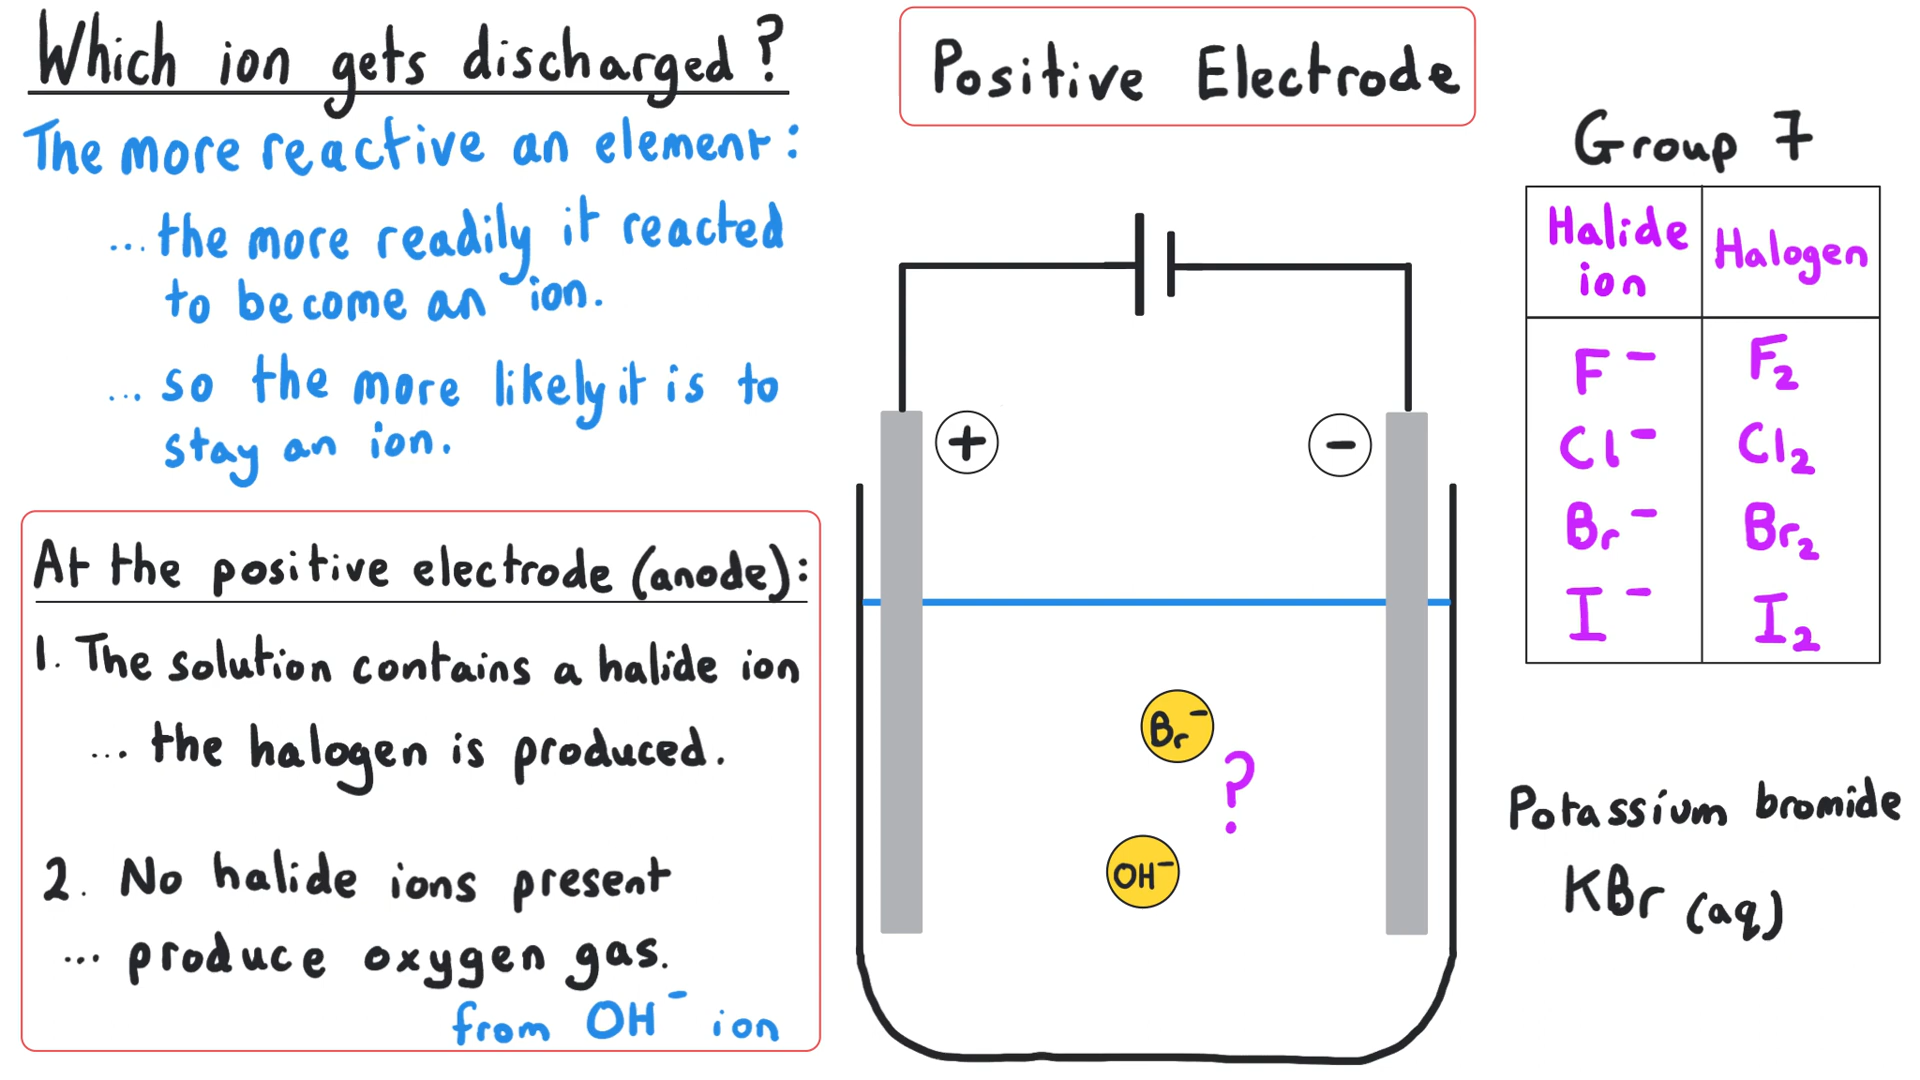 Which ion gets discharged?
The more reactive an element:
... the more readily it reacted
to become an ion.
... so the more likely it is to
stay an ion.
At the positive electrode (anode):
1. The solution contains a halide ion
... the halogen is produced.
2. No halide ions present
... produce oxygen gas.
from OH⁻ ion
Positive Electrode
+
−
Br⁻
?
OH⁻
Group 7
Halide ion Halogen
F⁻ F₂
Cl⁻ Cl₂
Br⁻ Br₂
I⁻ I₂
Potassium bromide
KBr (aq)